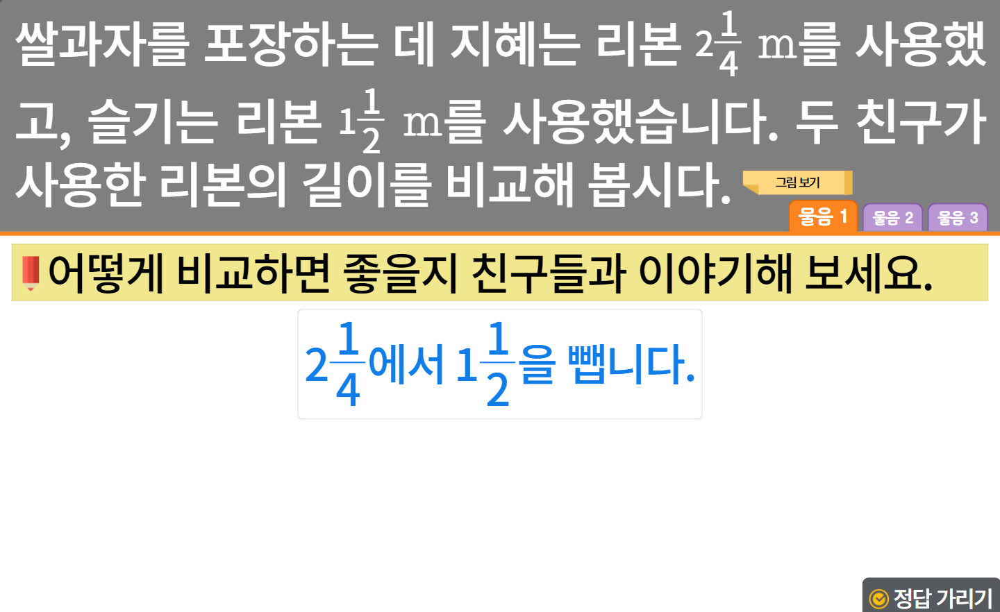 쌀과자를 포장하는 데 지혜는 리본 2 1/4 m를 사용했
고, 슬기는 리본 1 1/2 m를 사용했습니다. 두 친구가
사용한 리본의 길이를 비교해 봅시다.
그림 보기
물음 1 물음 2 물음 3
어떻게 비교하면 좋을지 친구들과 이야기해 보세요.
2 1/4에서 1 1/2을 뺍니다.
정답 가리기